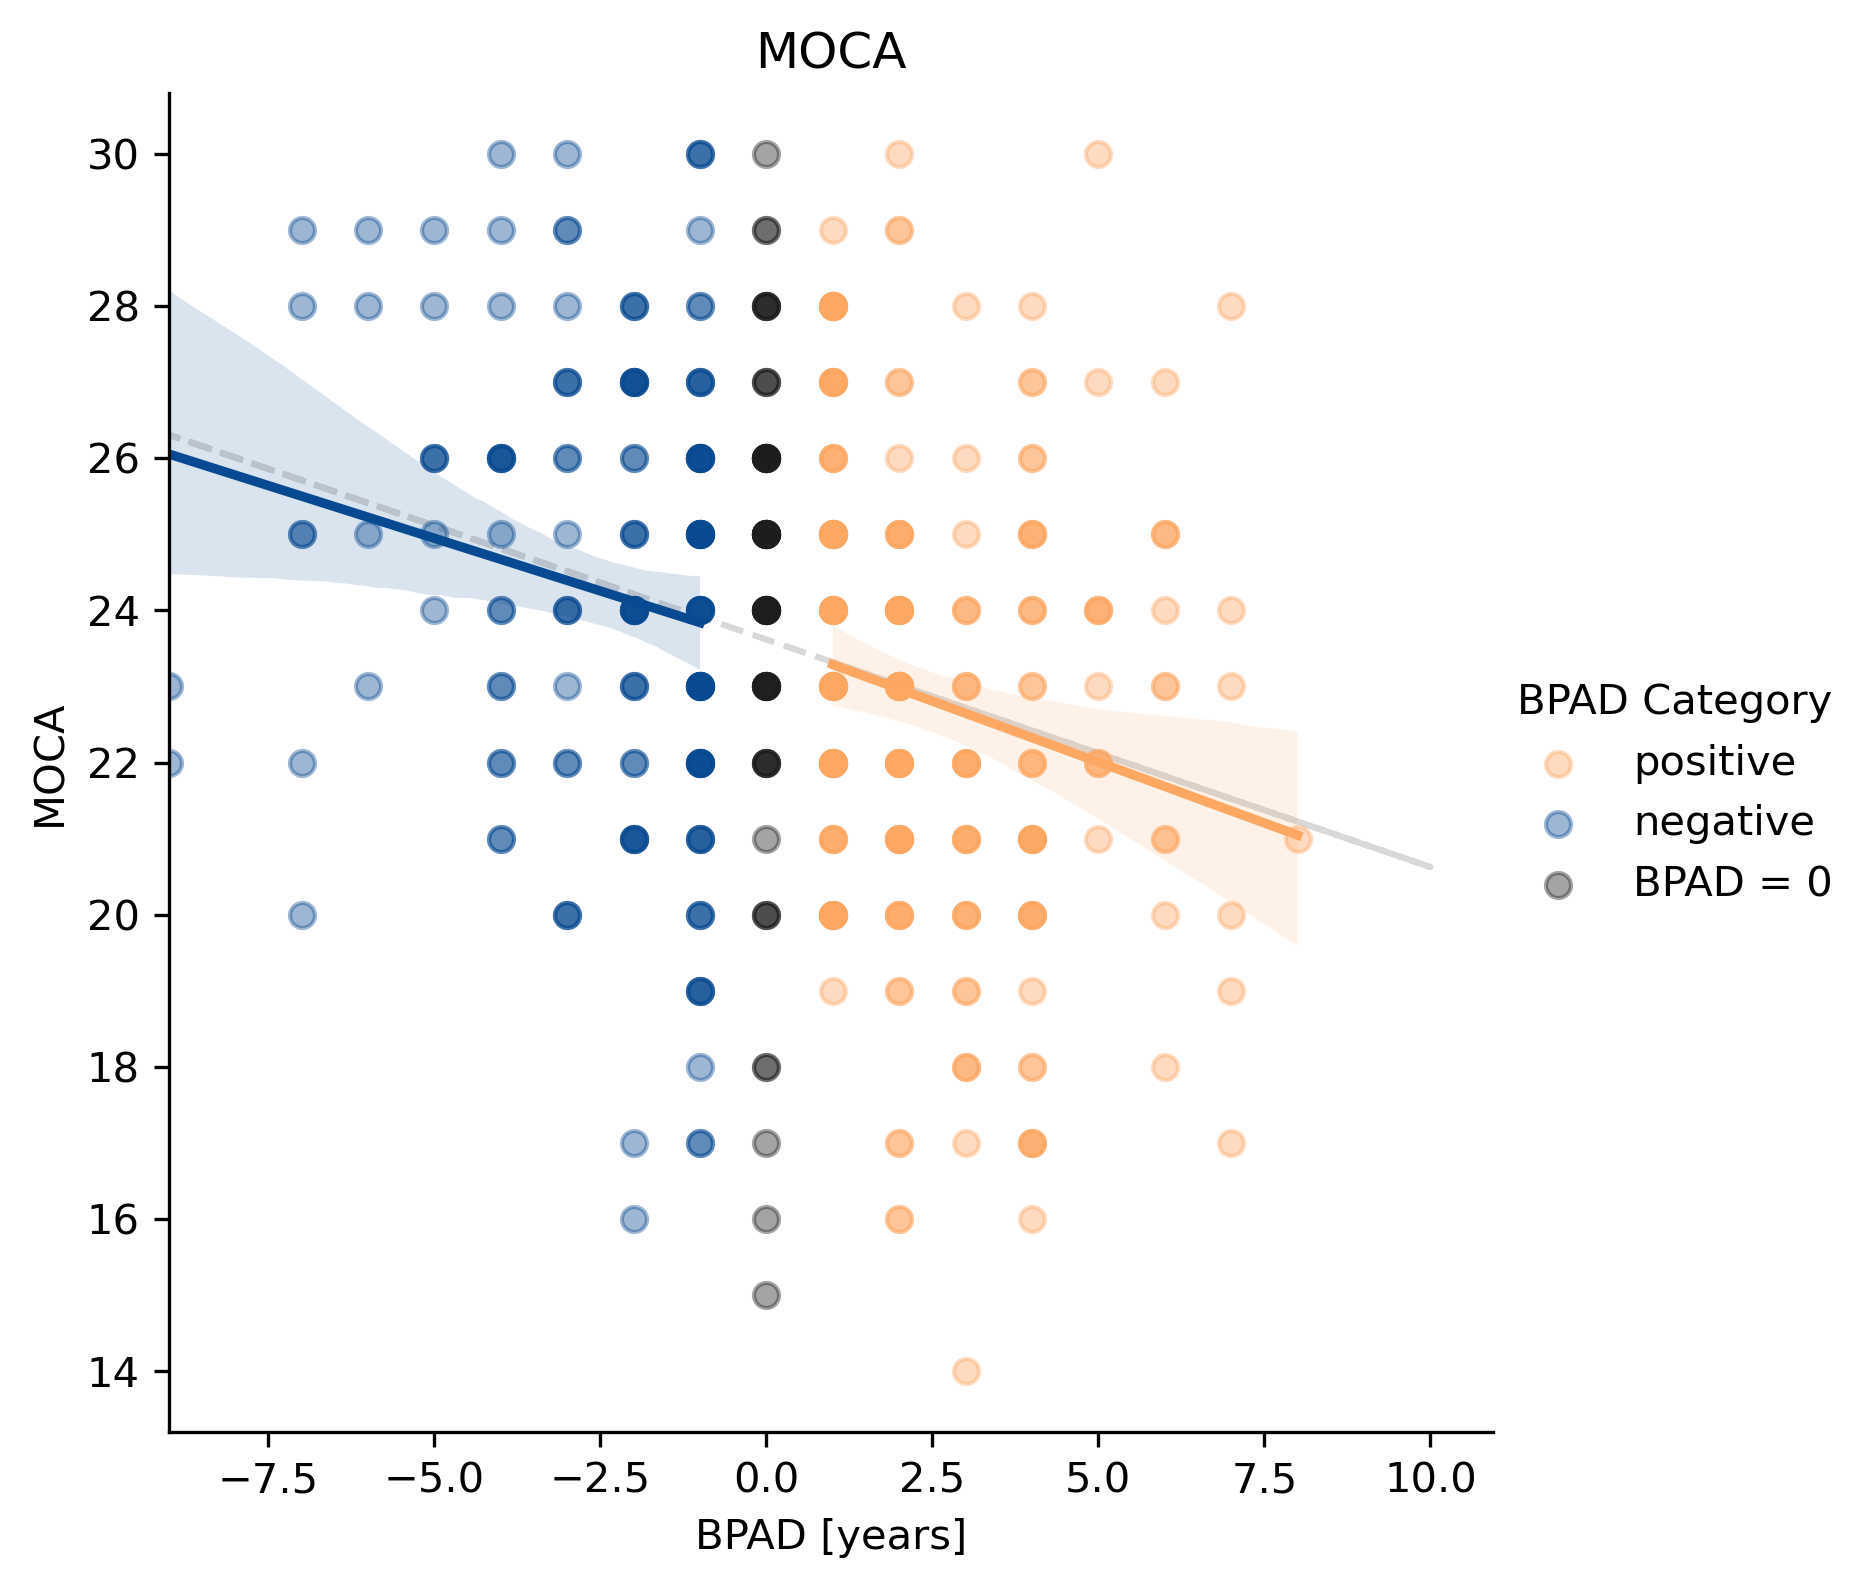 MOCA
30
28
26
24
22
20
18
16
14
MOCA
−7.5 −5.0 −2.5 0.0 2.5 5.0 7.5 10.0
BPAD [years]
BPAD Category
positive
negative
BPAD = 0